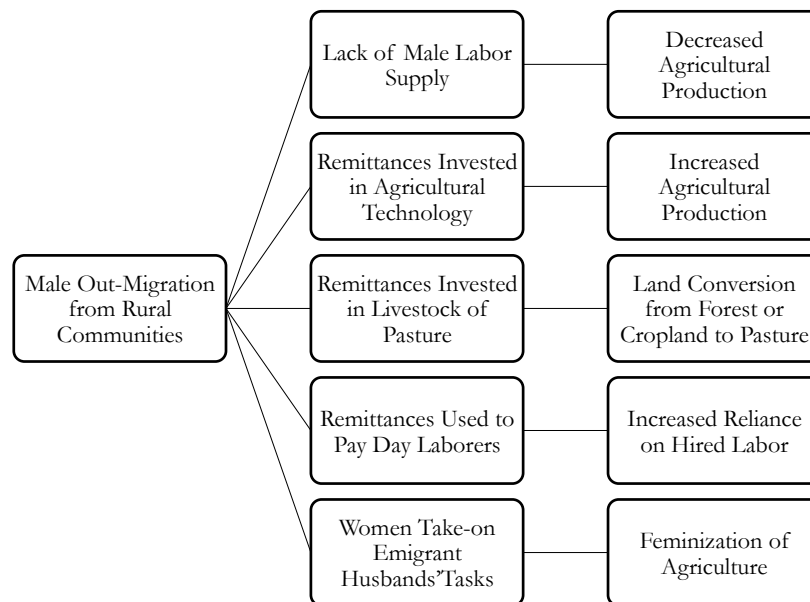 Lack of Male Labor
Supply
Decreased
Agricultural
Production
Remittances Invested
in Agricultural
Technology
Increased
Agricultural
Production
Male Out-Migration
from Rural
Communities
Remittances Invested
in Livestock of
Pasture
Land Conversion
from Forest or
Cropland to Pasture
Remittances Used to
Pay Day Laborers
Increased Reliance
on Hired Labor
Women Take-on
Emigrant
Husbands’Tasks
Feminization of
Agriculture